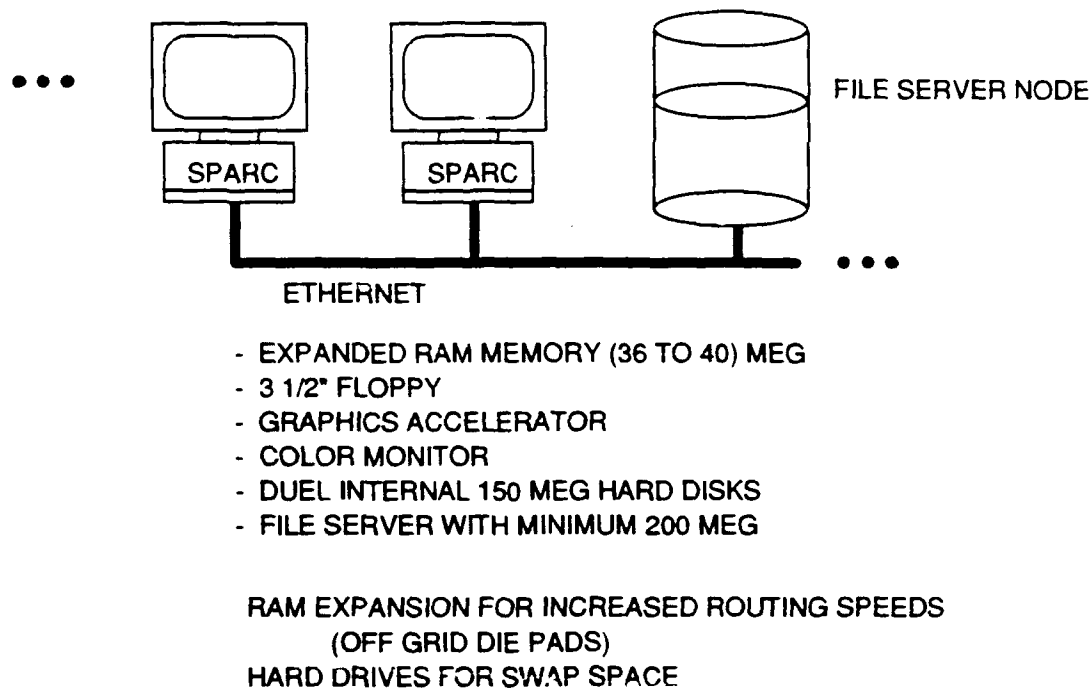 FILE SERVER NODE
SPARC
SPARC
ETHERNET
- EXPANDED RAM MEMORY (36 TO 40) MEG
- 3 1/2" FLOPPY
- GRAPHICS ACCELERATOR
- COLOR MONITOR
- DUEL INTERNAL 150 MEG HARD DISKS
- FILE SERVER WITH MINIMUM 200 MEG
RAM EXPANSION FOR INCREASED ROUTING SPEEDS
(OFF GRID DIE PADS)
HARD DRIVES FOR SWAP SPACE